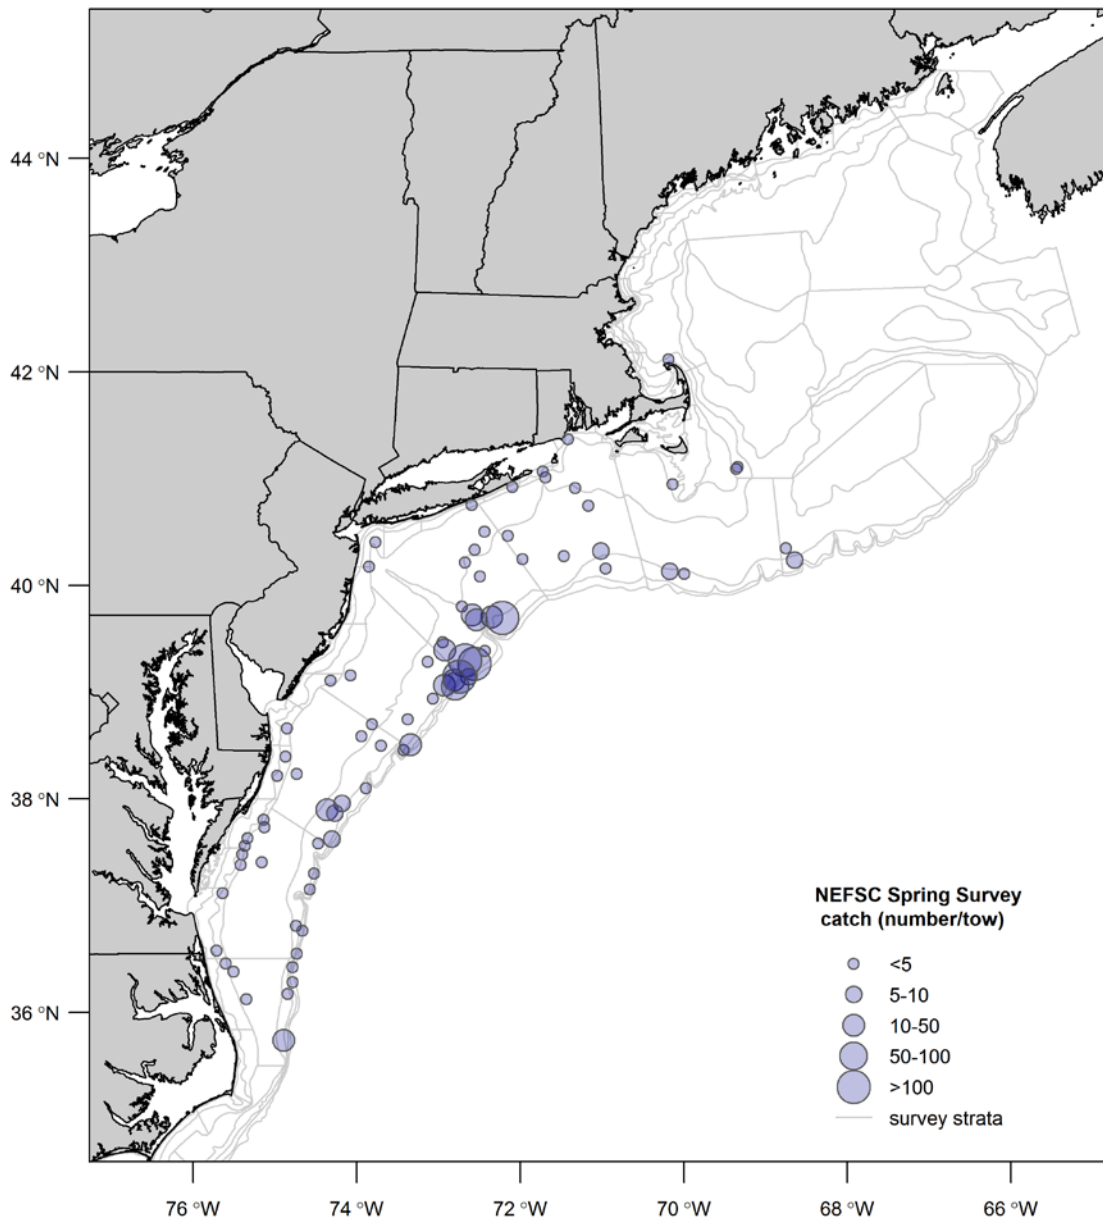 44 °N
42 °N
40 °N
38 °N
36 °N
NEFSC Spring Survey
catch (number/tow)
<5
5-10
10-50
50-100
>100
survey strata
76 °W
74 °W
72 °W
70 °W
68 °W
66 °W